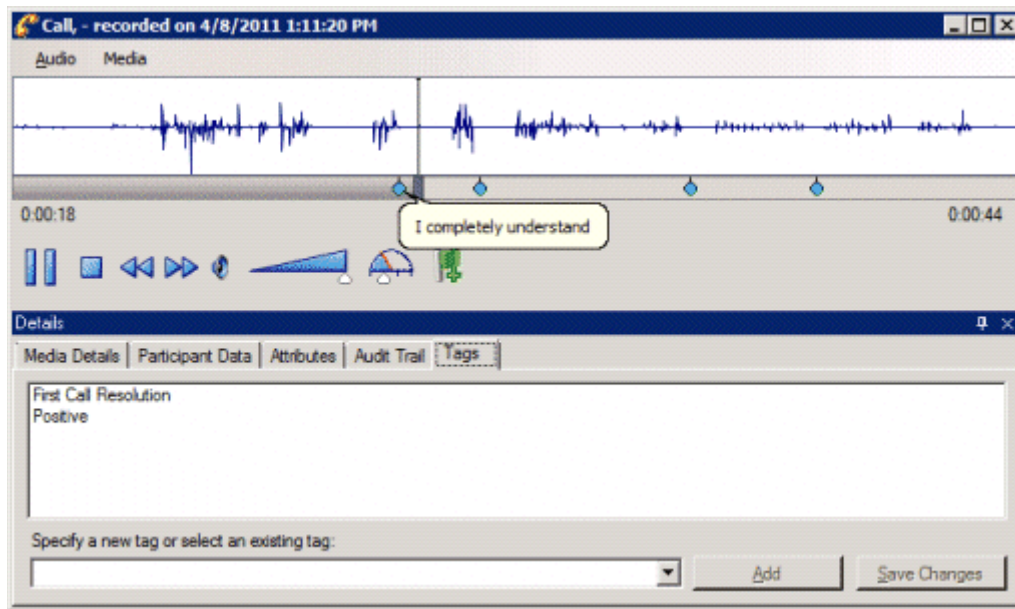 Call, - recorded on 4/8/2011 1:11:20 PM
Audio Media
0:00:18 0:00:44
I completely understand
Details
Media Details Participant Data Attributes Audit Trail Tags
First Call Resolution
Positive
Specify a new tag or select an existing tag:
Add Save Changes